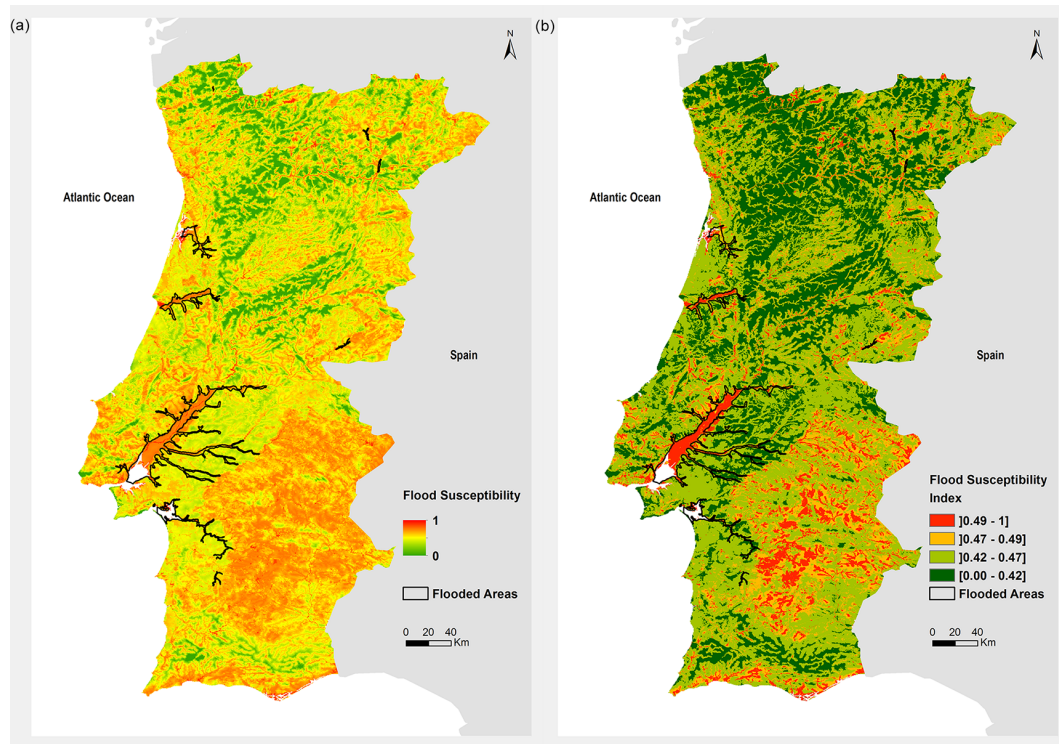 (a)
N
Atlantic Ocean
Spain
Flood Susceptibility
1
0
Flooded Areas
0 20 40
Km
(b)
N
Atlantic Ocean
Spain
Flood Susceptibility
Index
]0.49 - 1]
]0.47 - 0.49]
]0.42 - 0.47]
[0.00 - 0.42]
Flooded Areas
0 20 40
Km